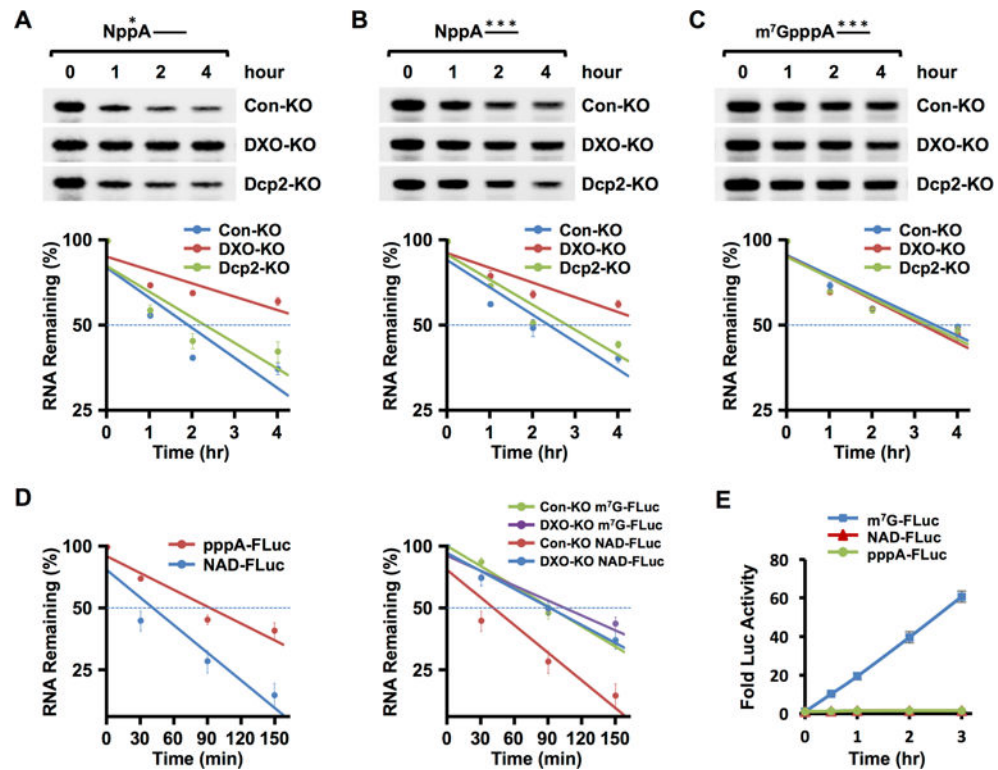 A
*
NppA
0 1 2 4 hour
Con-KO
DXO-KO
Dcp2-KO
Con-KO
DXO-KO
Dcp2-KO
RNA Remaining (%)
100
50
25
0 1 2 3 4
Time (hr)
B
NppA***
0 1 2 4 hour
Con-KO
DXO-KO
Dcp2-KO
Con-KO
DXO-KO
Dcp2-KO
RNA Remaining (%)
100
50
25
0 1 2 3 4
Time (hr)
C
m⁷GpppA***
0 1 2 4 hour
Con-KO
DXO-KO
Dcp2-KO
Con-KO
DXO-KO
Dcp2-KO
RNA Remaining (%)
100
50
25
0 1 2 3 4
Time (hr)
D
pppA-FLuc
NAD-FLuc
RNA Remaining (%)
100
50
25
0 30 60 90 120 150
Time (min)
Con-KO m⁷G-FLuc
DXO-KO m⁷G-FLuc
Con-KO NAD-FLuc
DXO-KO NAD-FLuc
RNA Remaining (%)
100
50
25
0 30 60 90 120 150
Time (min)
E
m⁷G-FLuc
NAD-FLuc
pppA-FLuc
Fold Luc Activity
80
60
40
20
0
0 1 2 3
Time (hr)